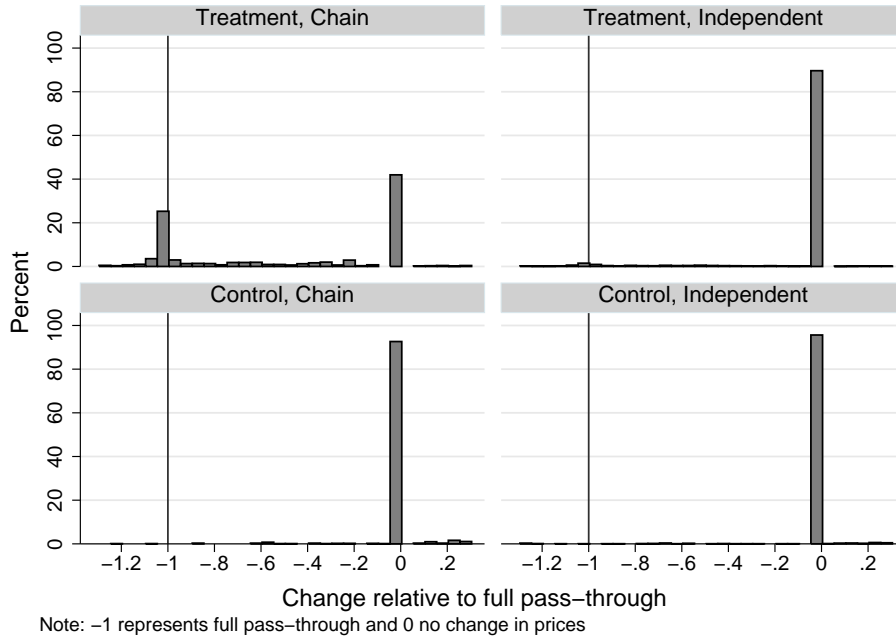 Treatment, Chain
Treatment, Independent
100
80
60
40
20
0
Control, Chain
Control, Independent
100
80
60
40
20
0
Percent
−1.2 −1 −.8 −.6 −.4 −.2 0 .2
−1.2 −1 −.8 −.6 −.4 −.2 0 .2
Change relative to full pass−through
Note: −1 represents full pass−through and 0 no change in prices